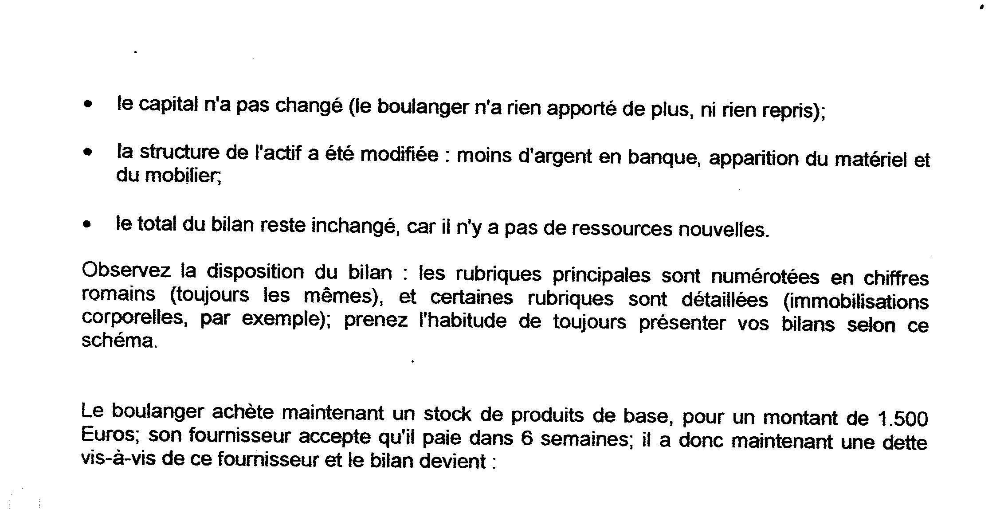 • le capital n'a pas changé (le boulanger n'a rien apporté de plus, ni rien repris);
• la structure de l'actif a été modifiée : moins d'argent en banque, apparition du matériel et
du mobilier;
• le total du bilan reste inchangé, car il n'y a pas de ressources nouvelles.
Observez la disposition du bilan : les rubriques principales sont numérotées en chiffres
romains (toujours les mêmes), et certaines rubriques sont détaillées (immobilisations
corporelles, par exemple); prenez l'habitude de toujours présenter vos bilans selon ce
schéma.
Le boulanger achète maintenant un stock de produits de base, pour un montant de 1.500
Euros; son fournisseur accepte qu'il paie dans 6 semaines; il a donc maintenant une dette
vis-à-vis de ce fournisseur et le bilan devient :